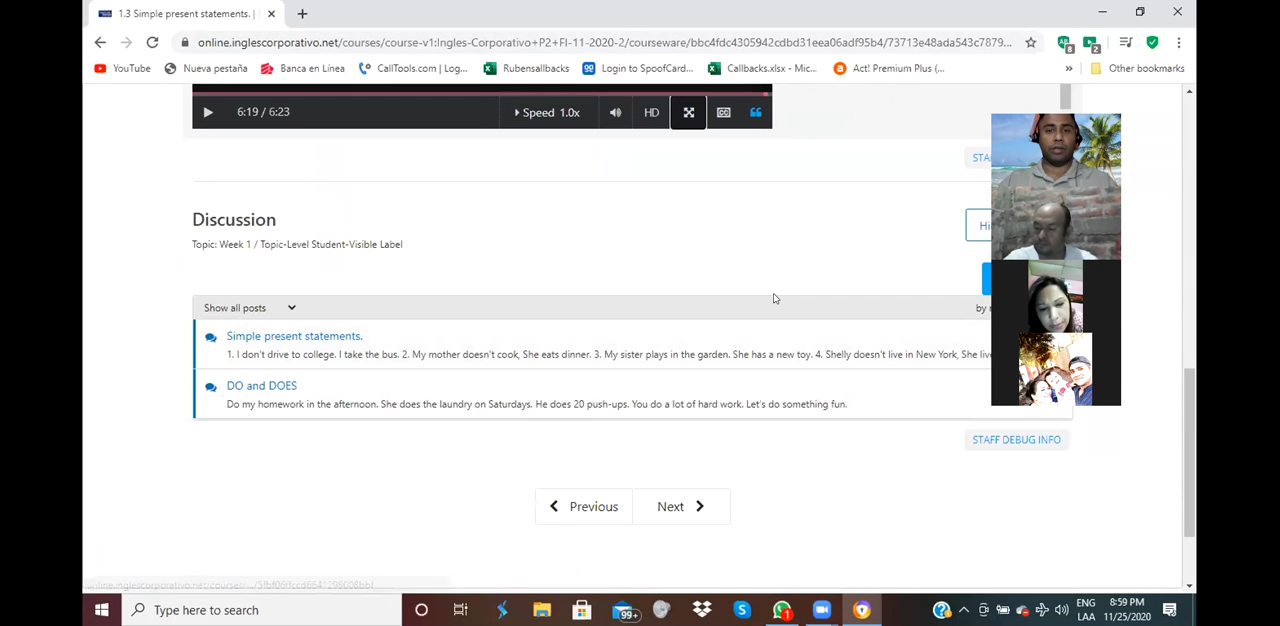 1.3 Simple present statements. |
online.inglescorporativo.net/courses/course-v1:Ingles-Corporativo+P2+FI-11-2020-2/courseware/bbc4fdc4305942cdbd31eea06adf95b4/73713e48ada543c7879...
YouTube Nueva pestaña Banca en Línea CallTools.com | Log... Rubensallbacks Login to SpoofCard... Callbacks.xlsx - Mic... Act! Premium Plus (,... » Other bookmarks
6:19 / 6:23 Speed 1.0x HD
STA
Discussion
Hi
Topic: Week 1 / Topic-Level Student-Visible Label
Show all posts by
Simple present statements.
1. I don't drive to college. I take the bus. 2. My mother doesn't cook, She eats dinner. 3. My sister plays in the garden. She has a new toy. 4. Shelly doesn't live in New York, She live
DO and DOES
Do my homework in the afternoon. She does the laundry on Saturdays. He does 20 push-ups. You do a lot of hard work. Let's do something fun.
STAFF DEBUG INFO
Previous Next
Type here to search 99+ 1 ENG 8:59 PM
LAA 11/25/2020